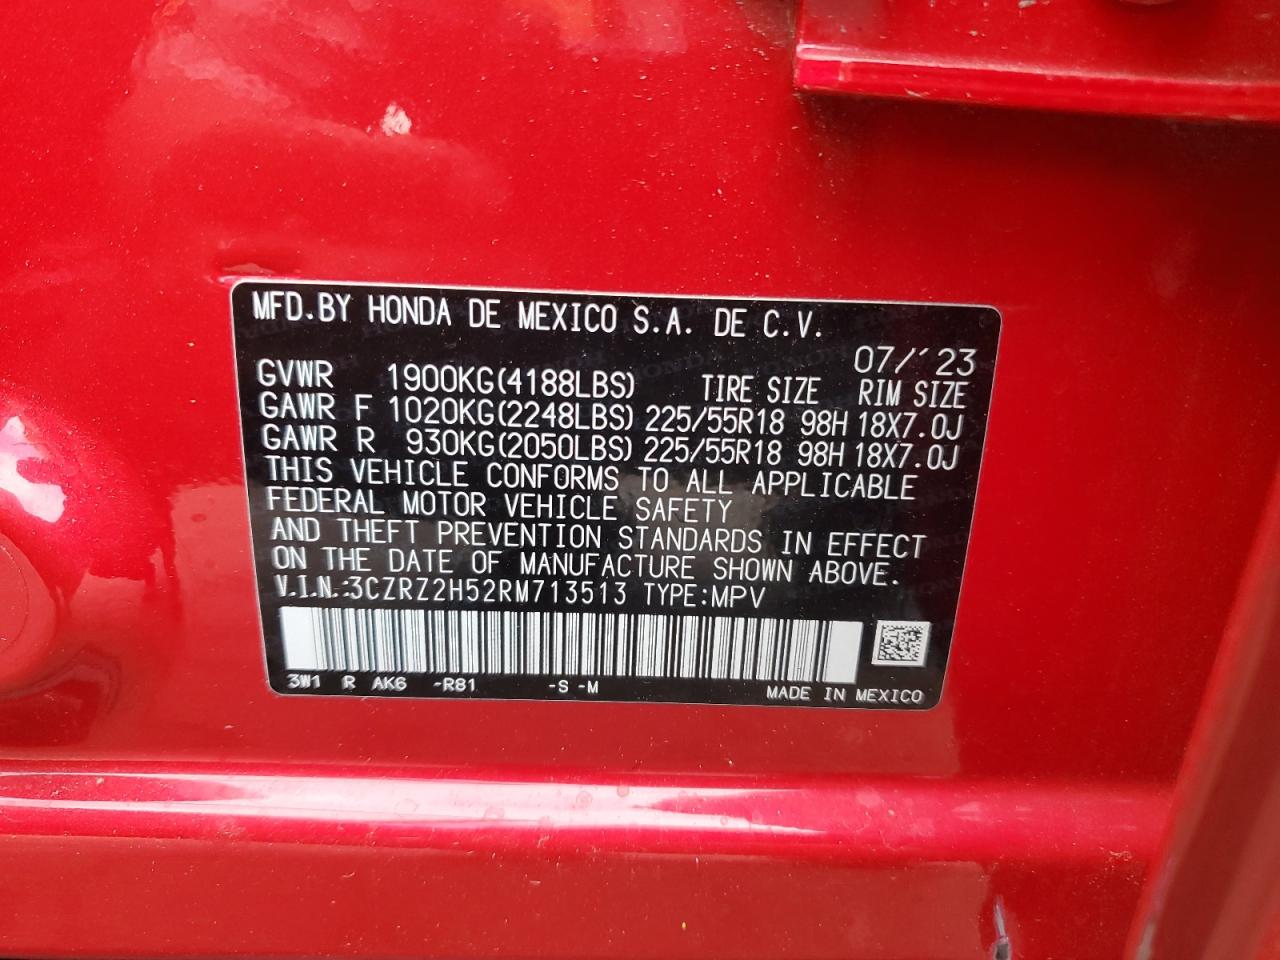 MFD.BY HONDA DE MEXICO S.A. DE C.V.
07/'23
GVWR 1900KG(4188LBS) TIRE SIZE RIM SIZE
GAWR F 1020KG(2248LBS) 225/55R18 98H 18X7.0J
GAWR R 930KG(2050LBS) 225/55R18 98H 18X7.0J
THIS VEHICLE CONFORMS TO ALL APPLICABLE
FEDERAL MOTOR VEHICLE SAFETY
AND THEFT PREVENTION STANDARDS IN EFFECT
ON THE DATE OF MANUFACTURE SHOWN ABOVE.
V.I.N.:3CZRZ2H52RM713513 TYPE:MPV
3W1 R AK6 -R81 -S -M MADE IN MEXICO